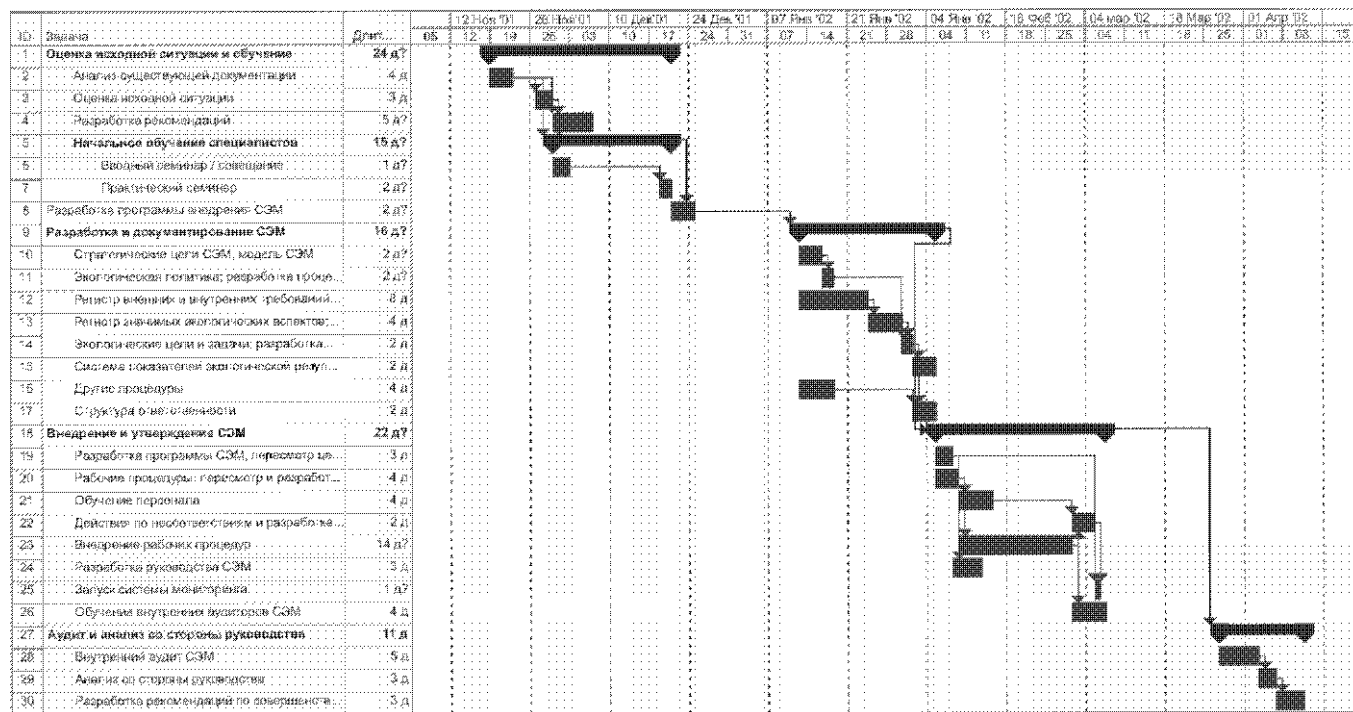 12 Ноя '01 26 Ноя '01 10 Дек '01 24 Дек '01 07 Янв '02 21 Янв '02 04 Янв '02 18 Фев '02 04 мар '02 18 Мар '02 01 Апр '02
ID Задача Длит... 05 12 19 26 03 10 17 24 31 07 14 21 28 04 11 18 25 04 11 18 25 01 08 15
1 Оценка исходной ситуации и обучение 24 д?
2 Анализ существующей документации 4 д
3 Оценка исходной ситуации 3 д
4 Разработка рекомендаций 5 д?
5 Начальное обучение специалистов 15 д?
6 Вводный семинар / совещание 1 д?
7 Практический семинар 2 д?
8 Разработка программы внедрения СЭМ 2 д?
9 Разработка и документирование СЭМ 16 д?
10 Стратегические цели СЭМ, модель СЭМ 2 д?
11 Экологическая политика; разработка проце... 2 д?
12 Регистр внешних и внутренних требований... 6 д
13 Регистр значимых экологических аспектов;... 4 д
14 Экологические цели и задачи; разработка... 2 д
15 Система показателей экологической резул... 2 д
16 Другие процедуры 4 д
17 Структура ответственности 2 д
18 Внедрение и утверждение СЭМ 22 д?
19 Разработка программы СЭМ, пересмотр це... 3 д
20 Рабочие процедуры: пересмотр и разработ... 4 д
21 Обучение персонала 4 д
22 Действия по несоответствиям и разработка... 2 д
23 Внедрение рабочих процедур 14 д?
24 Разработка руководства СЭМ 3 д
25 Запуск системы мониторинга д?
26 Обучение внутренних аудиторов СЭМ 4 д
27 Аудит и анализ со стороны руководства 11 д
28 Внутренний аудит СЭМ 5 д
29 Анализ со стороны руководства 3 д
30 Разработка рекомендаций по совершенств... 3 д